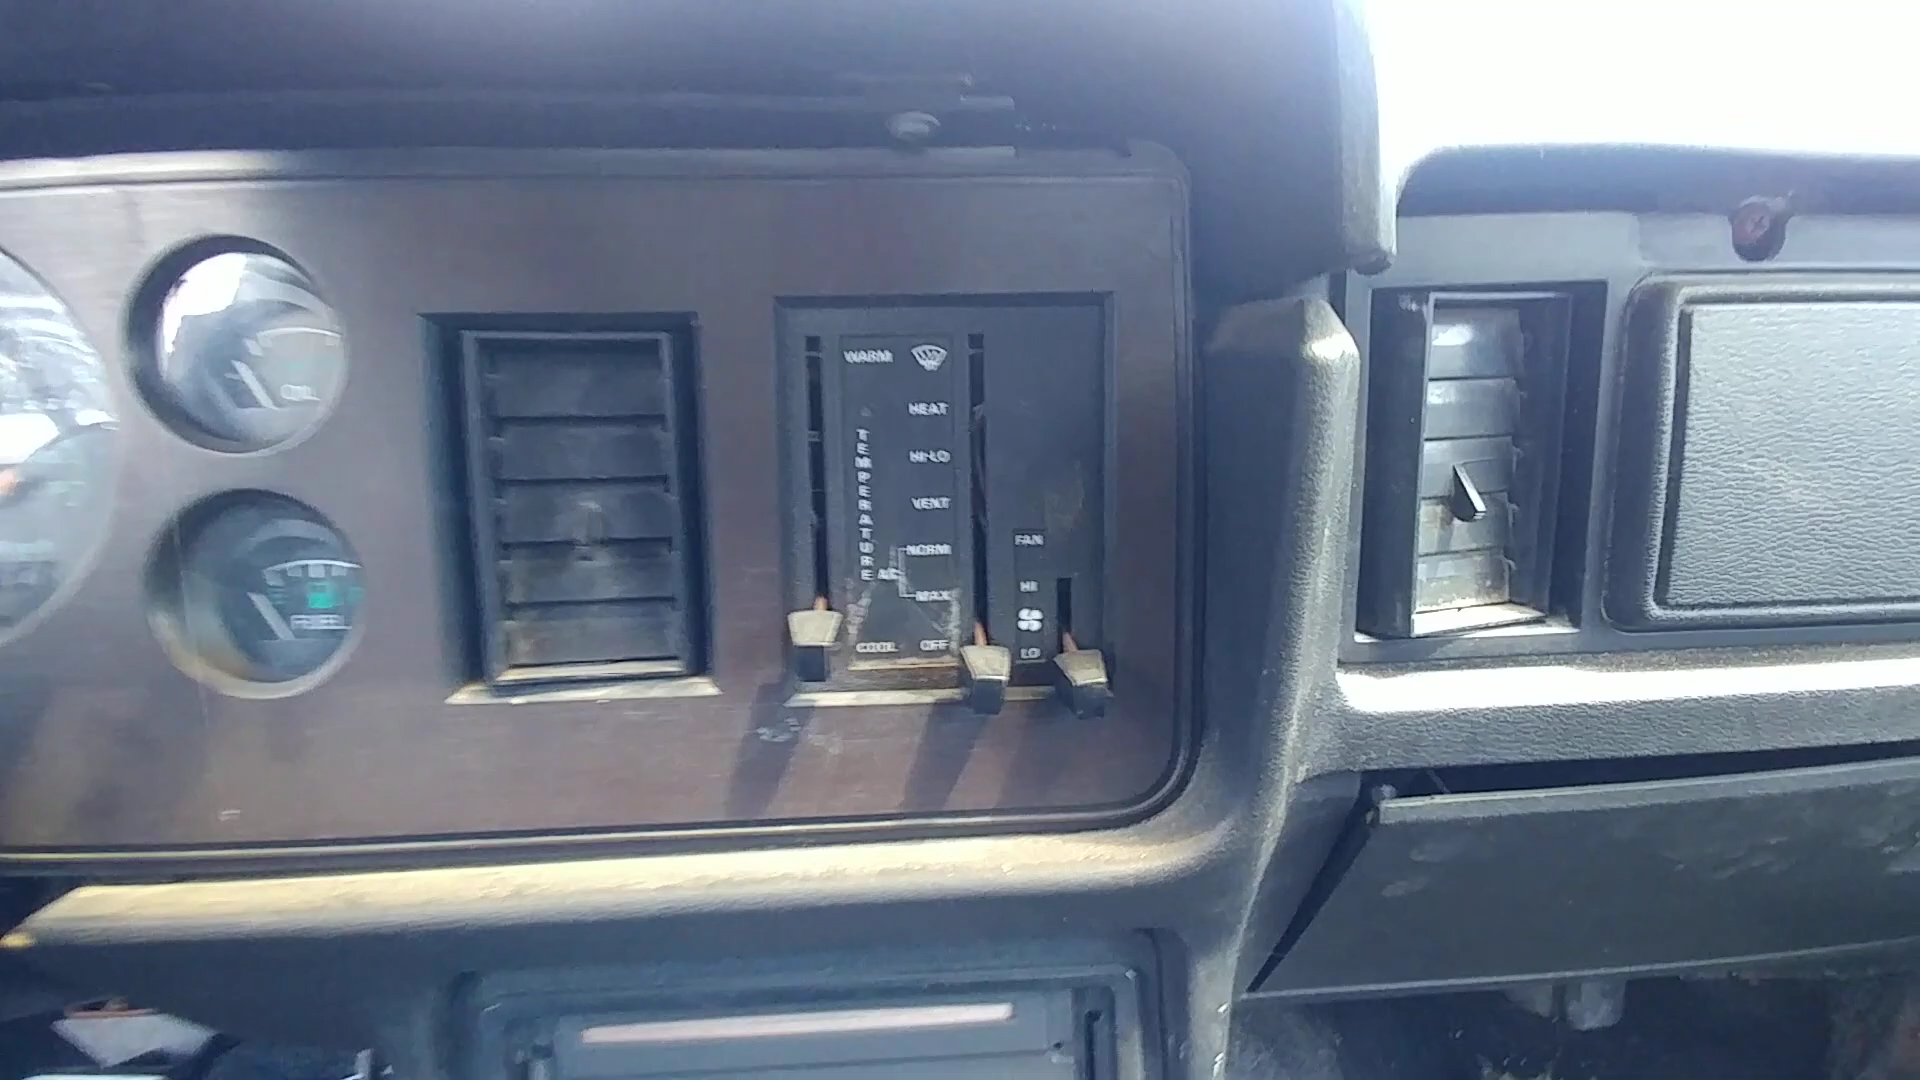 OIL
FUEL
WARM
HEAT
HI-LO
VENT
NORM
A/C
MAX
TEMPERATURE
COOL
OFF
FAN
HI
LO